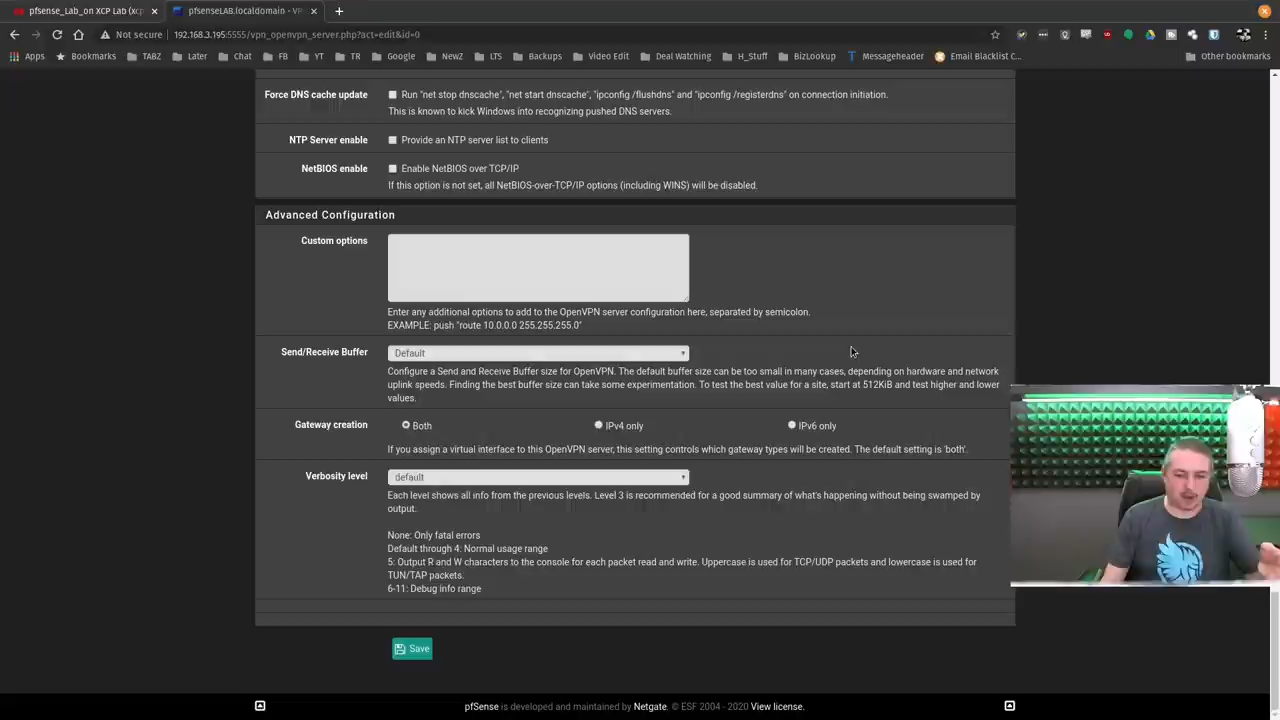 pfsense_Lab_on XCP Lab (xcp
pfsenseLAB.localdomain - VP
Not secure
192.168.3.195:5555/vpn_openvpn_server.php?act=edit&id=0
Apps
Bookmarks
TABZ
Later
Chat
FB
YT
TR
Google
NewZ
LTS
Backups
Video Edit
Deal Watching
H_Stuff
BizLookup
Messageheader
Email Blacklist C...
Other bookmarks
Force DNS cache update
Run "net stop dnscache", "net start dnscache", "ipconfig /flushdns" and "ipconfig /registerdns" on connection initiation.
This is known to kick Windows into recognizing pushed DNS servers.
NTP Server enable
Provide an NTP server list to clients
NetBIOS enable
Enable NetBIOS over TCP/IP
If this option is not set, all NetBIOS-over-TCP/IP options (including WINS) will be disabled.
Advanced Configuration
Custom options
Enter any additional options to add to the OpenVPN server configuration here, separated by semicolon.
EXAMPLE: push "route 10.0.0.0 255.255.255.0"
Send/Receive Buffer
Default
Configure a Send and Receive Buffer size for OpenVPN. The default buffer size can be too small in many cases, depending on hardware and network
uplink speeds. Finding the best buffer size can take some experimentation. To test the best value for a site, start at 512KiB and test higher and lower
values.
Gateway creation
Both
IPv4 only
IPv6 only
If you assign a virtual interface to this OpenVPN server, this setting controls which gateway types will be created. The default setting is 'both'.
Verbosity level
default
Each level shows all info from the previous levels. Level 3 is recommended for a good summary of what's happening without being swamped by
output.
None: Only fatal errors
Default through 4: Normal usage range
5: Output R and W characters to the console for each packet read and write. Uppercase is used for TCP/UDP packets and lowercase is used for
TUN/TAP packets.
6-11: Debug info range
Save
pfSense is developed and maintained by Netgate. © ESF 2004 - 2020 View license.